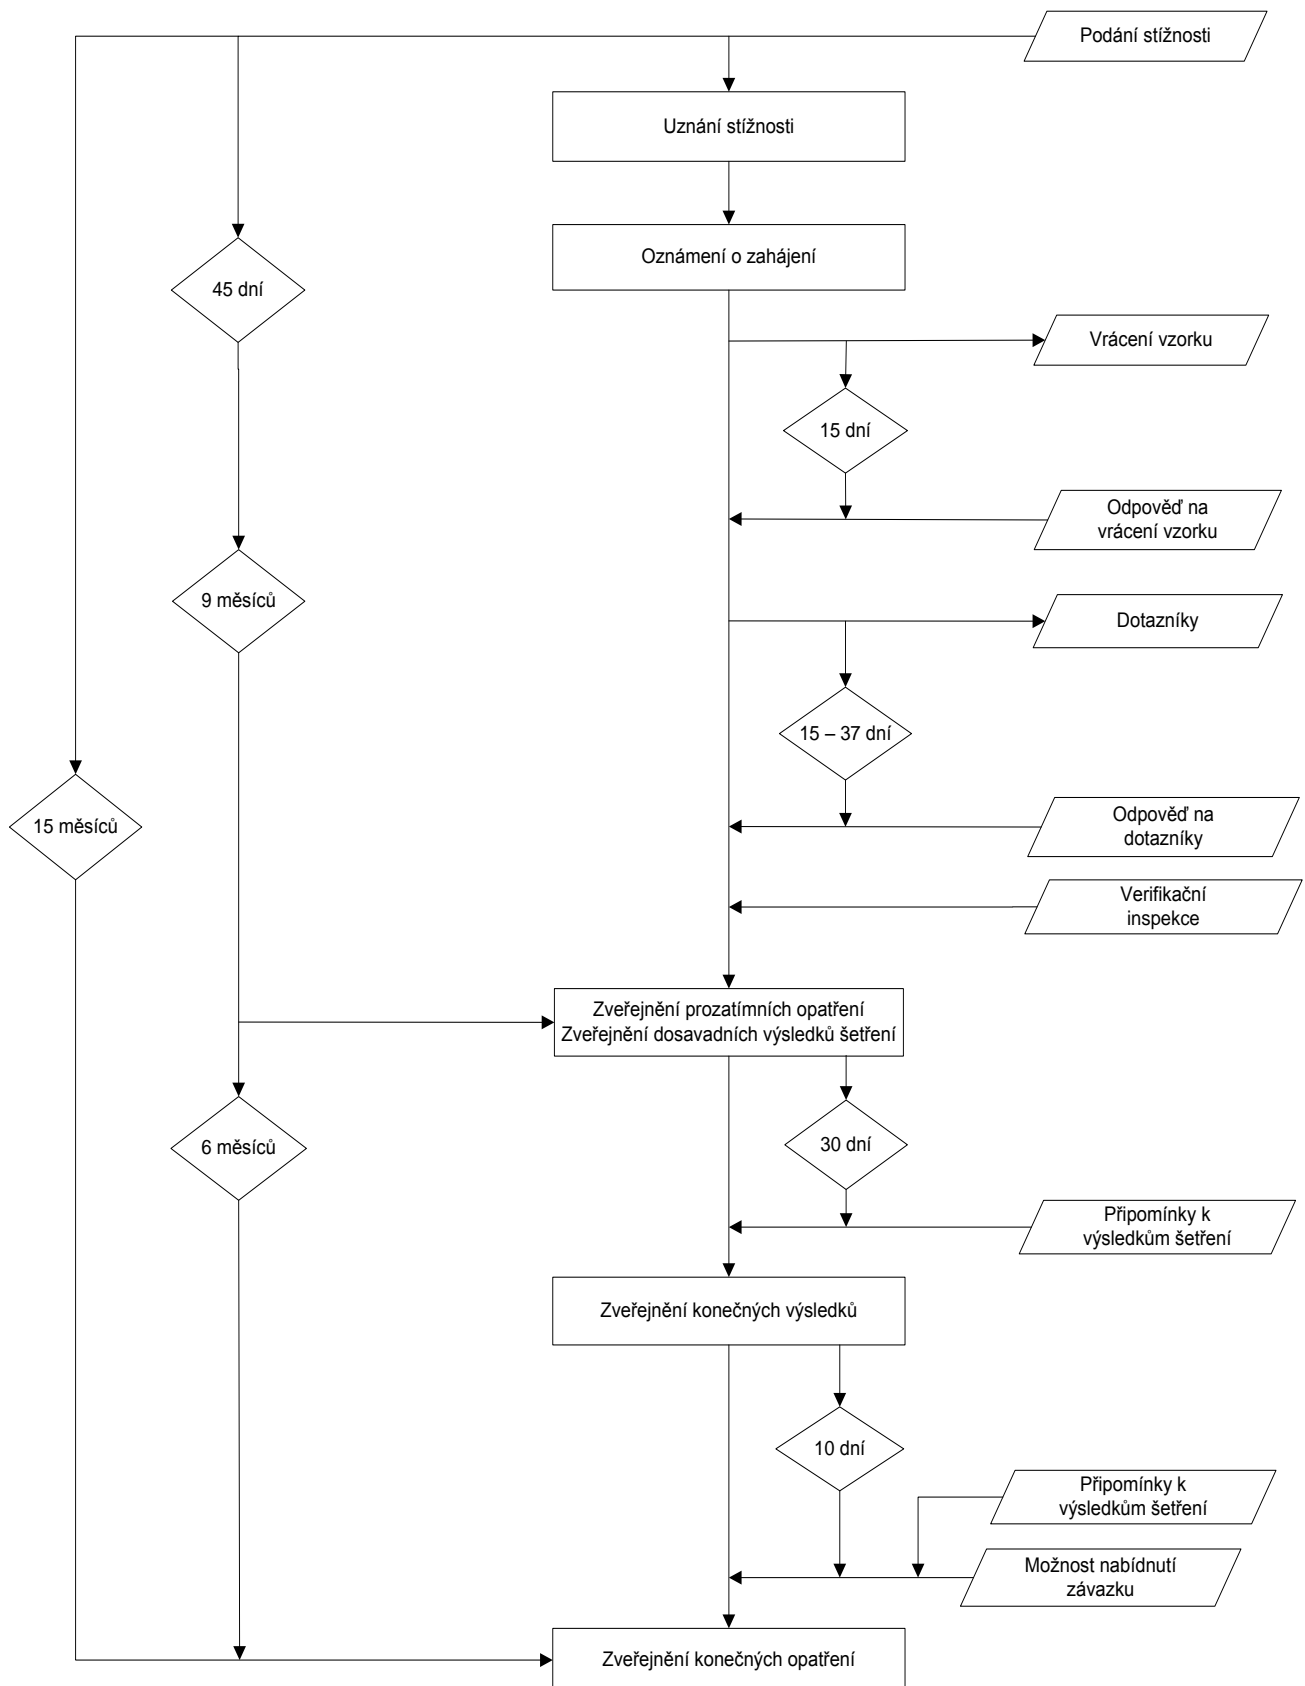 Podání stížnosti
Uznání stížnosti
Oznámení o zahájení
45 dní
Vrácení vzorku
15 dní
Odpověď na
vrácení vzorku
9 měsíců
Dotazníky
15 – 37 dní
15 měsíců
Odpověď na
dotazníky
Verifikační
inspekce
Zveřejnění prozatímních opatření
Zveřejnění dosavadních výsledků šetření
6 měsíců
30 dní
Připomínky k
výsledkům šetření
Zveřejnění konečných výsledků
10 dní
Připomínky k
výsledkům šetření
Možnost nabídnutí
závazku
Zveřejnění konečných opatření